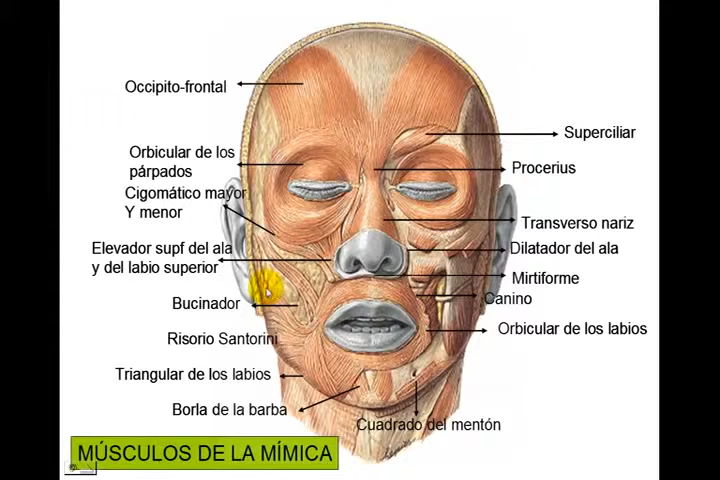 Occipito-frontal
Superciliar
Orbicular de los
párpados
Procerius
Cigomático mayor
Y menor
Transverso nariz
Elevador supf del ala
y del labio superior
Dilatador del ala
Mirtiforme
Canino
Bucinador
Orbicular de los labios
Risorio Santorini
Triangular de los labios
Borla de la barba
Cuadrado del mentón
MÚSCULOS DE LA MÍMICA